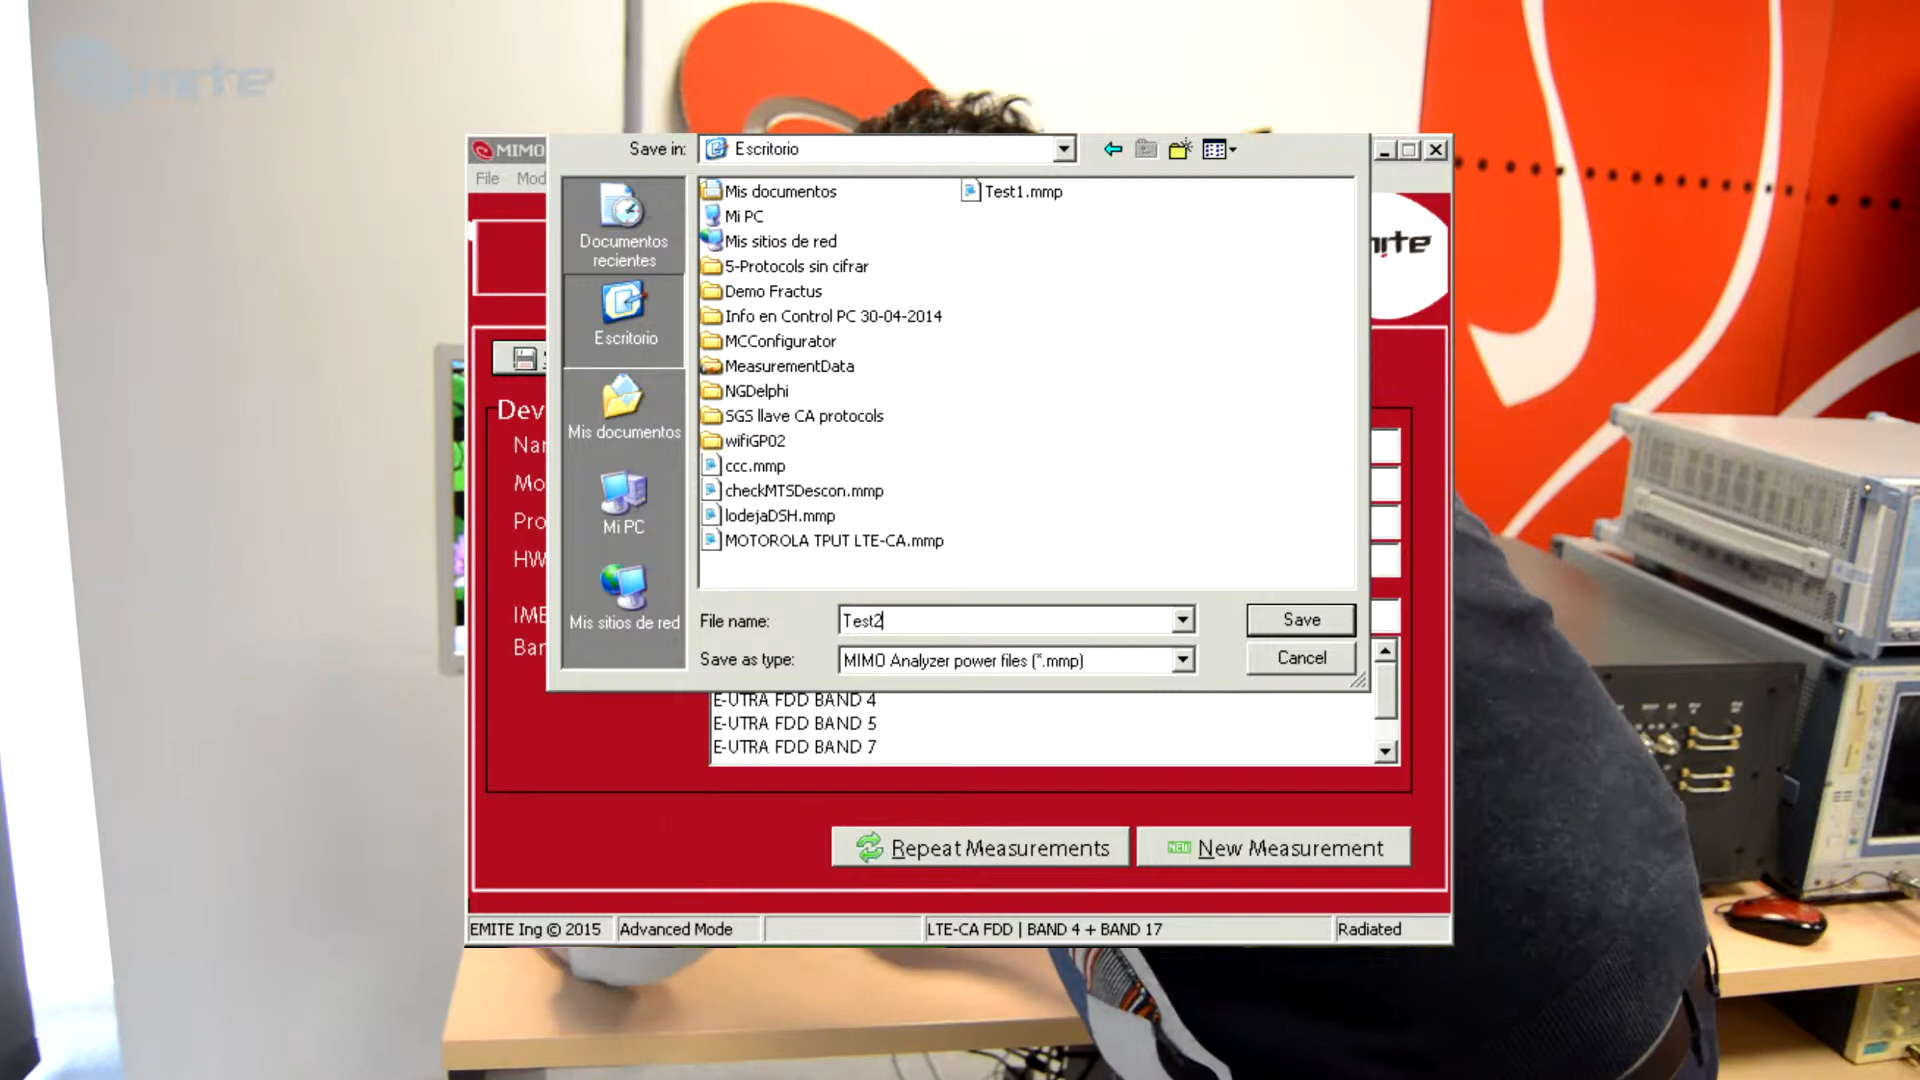 emite
MIMO
File Mod
Save in:
Escritorio
Documentos
recientes
Escritorio
Mis documentos
Mi PC
Mis sitios de red
Mis documentos
Mi PC
Mis sitios de red
5-Protocols sin cifrar
Demo Fractus
Info en Control PC 30-04-2014
MCConfigurator
MeasurementData
NGDelphi
SGS llave CA protocols
wifiGP02
ccc.mmp
checkMTSDescon.mmp
lodejaDSH.mmp
MOTOROLA TPUT LTE-CA.mmp
Test1.mmp
File name:
Test2
Save
Save as type:
MIMO Analyzer power files (*.mmp)
Cancel
Dev
Nar
Mo
Pro
HW
IME
Bar
E-UTRA FDD BAND 4
E-UTRA FDD BAND 5
E-UTRA FDD BAND 7
Repeat Measurements
NEW New Measurement
EMITE Ing © 2015
Advanced Mode
LTE-CA FDD | BAND 4 + BAND 17
Radiated